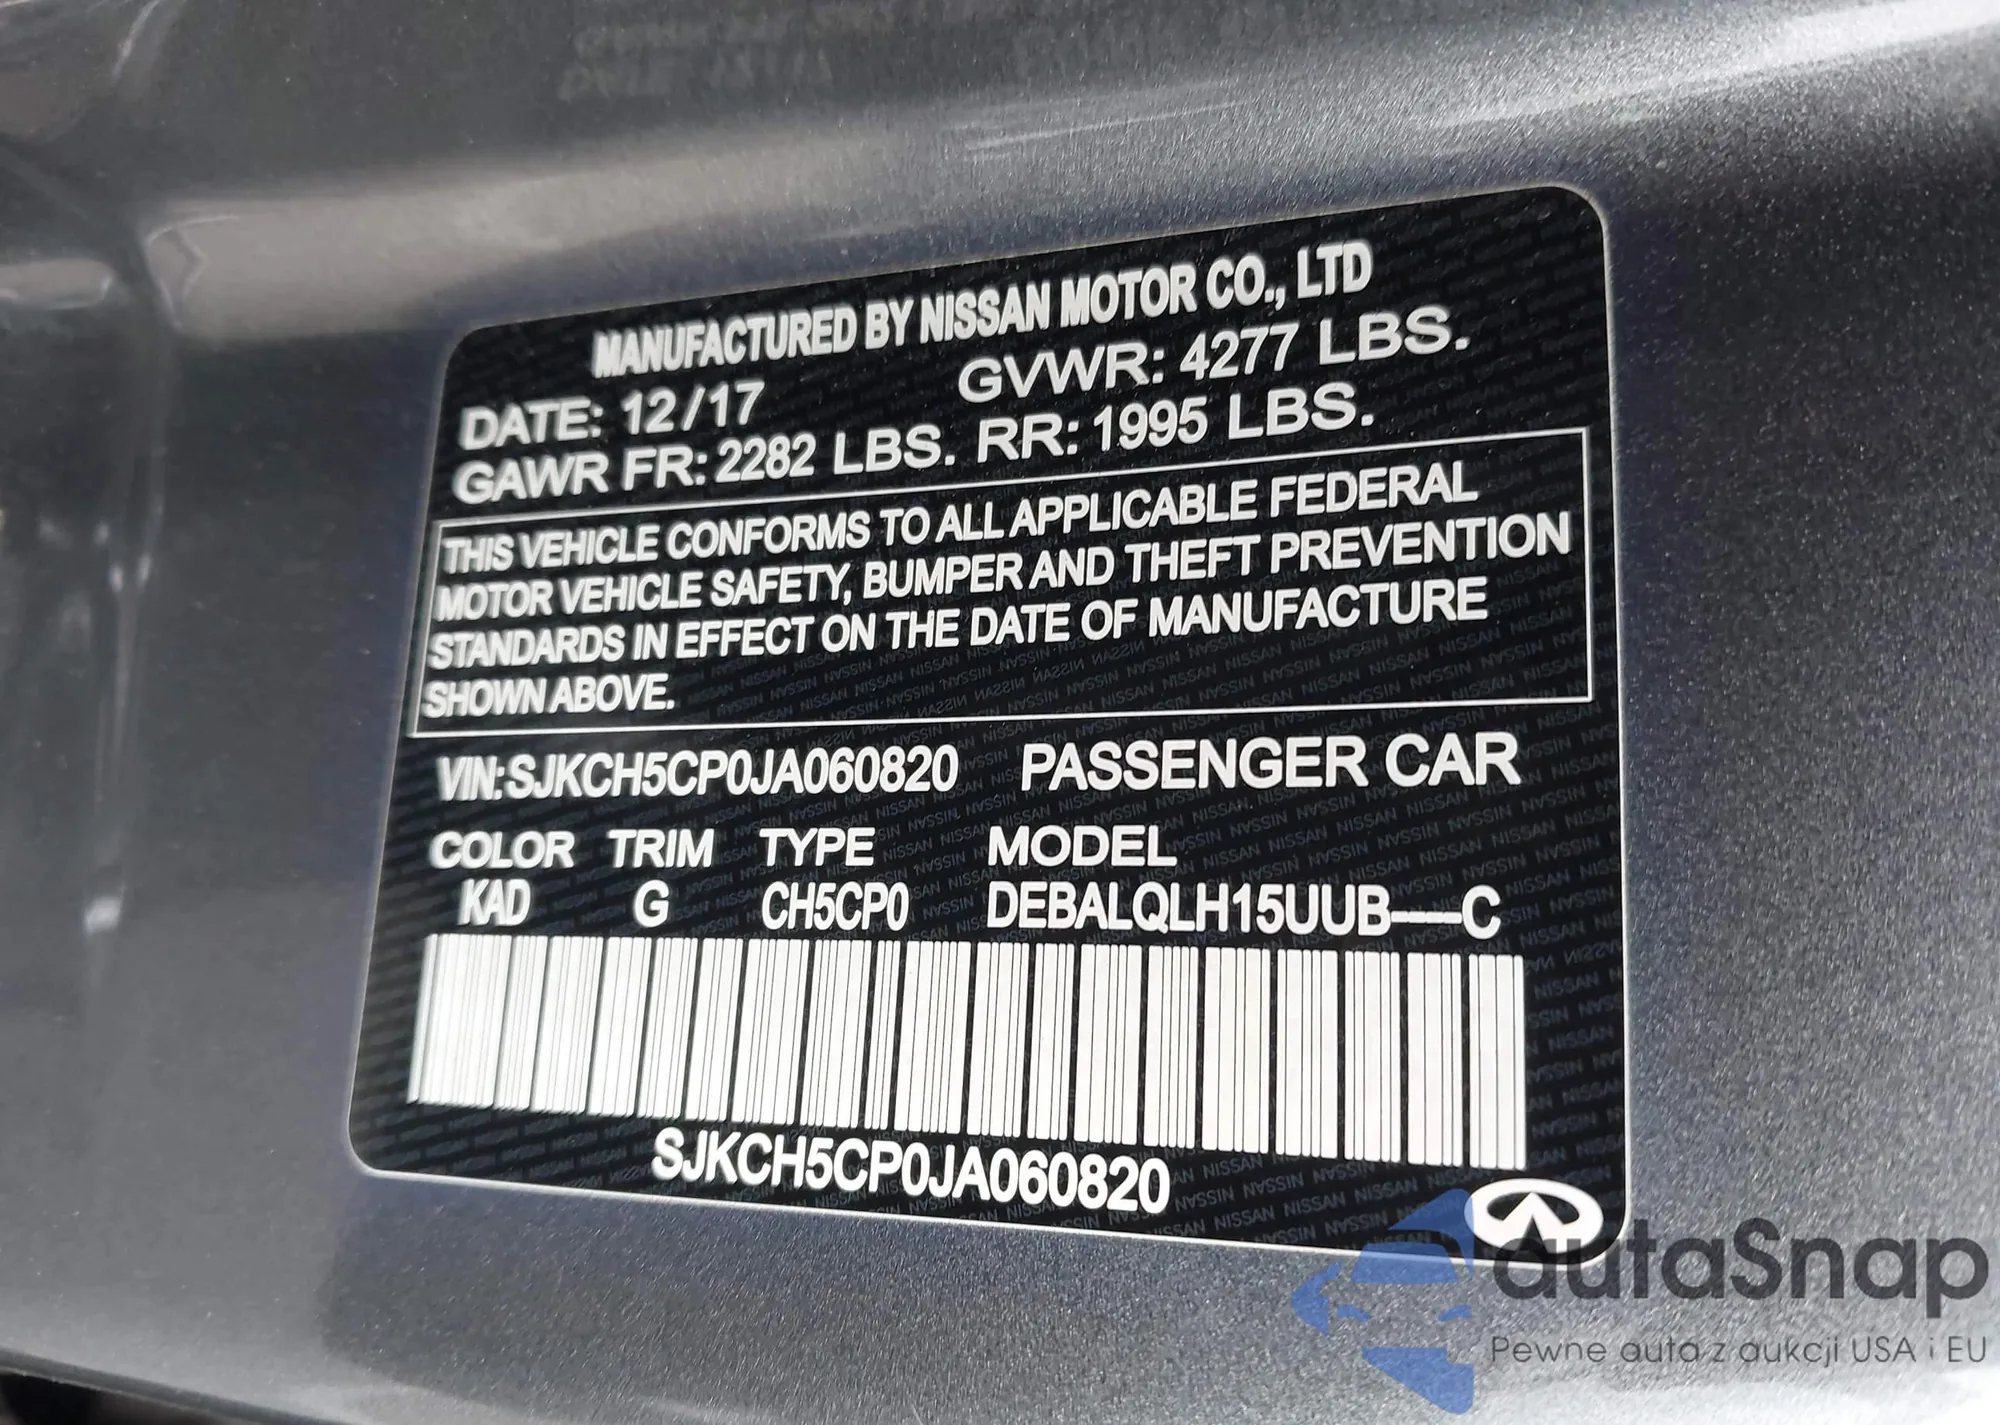 MANUFACTURED BY NISSAN MOTOR CO., LTD
DATE: 12/17 GVWR: 4277 LBS.
GAWR FR: 2282 LBS. RR: 1995 LBS.
THIS VEHICLE CONFORMS TO ALL APPLICABLE FEDERAL
MOTOR VEHICLE SAFETY, BUMPER AND THEFT PREVENTION
STANDARDS IN EFFECT ON THE DATE OF MANUFACTURE
SHOWN ABOVE.
VIN: SJKCH5CP0JA060820 PASSENGER CAR
COLOR TRIM TYPE MODEL
KAD G CH5CP0 DEBALQLH15UUB----C
SJKCH5CP0JA060820
autaSnap
Pewne auta z aukcji USA i EU